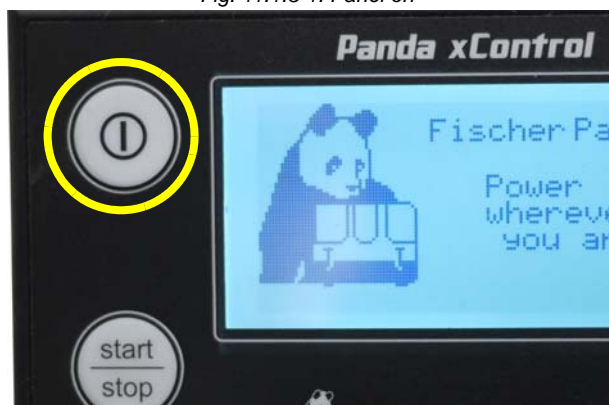 Panda xControl
Fischer Pa
Power
whereve
you ar
start
stop